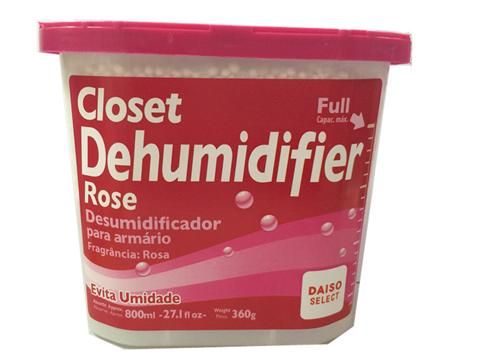 Closet
Full
Capac. máx.
Dehumidifier
Rose
Desumidificador
para armário
Fragrância: Rosa
Evita Umidade
800ml -27.1 fl oz- Weight 360g
DAISO
SELECT